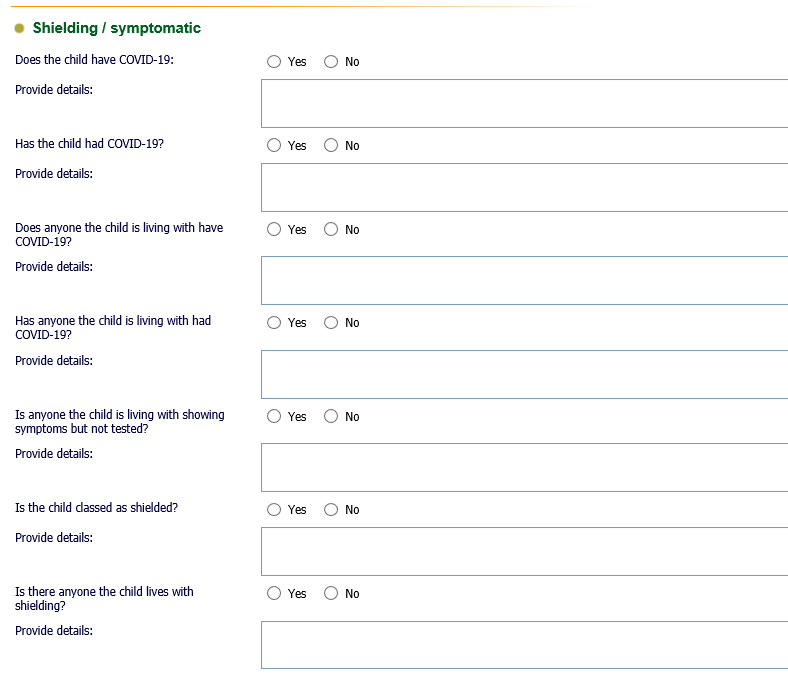 Shielding / symptomatic
Does the child have COVID-19:
Yes No
Provide details:
Has the child had COVID-19?
Yes No
Provide details:
Does anyone the child is living with have
COVID-19?
Yes No
Provide details:
Has anyone the child is living with had
COVID-19?
Yes No
Provide details:
Is anyone the child is living with showing
symptoms but not tested?
Yes No
Provide details:
Is the child classed as shielded?
Yes No
Provide details:
Is there anyone the child lives with
shielding?
Yes No
Provide details: